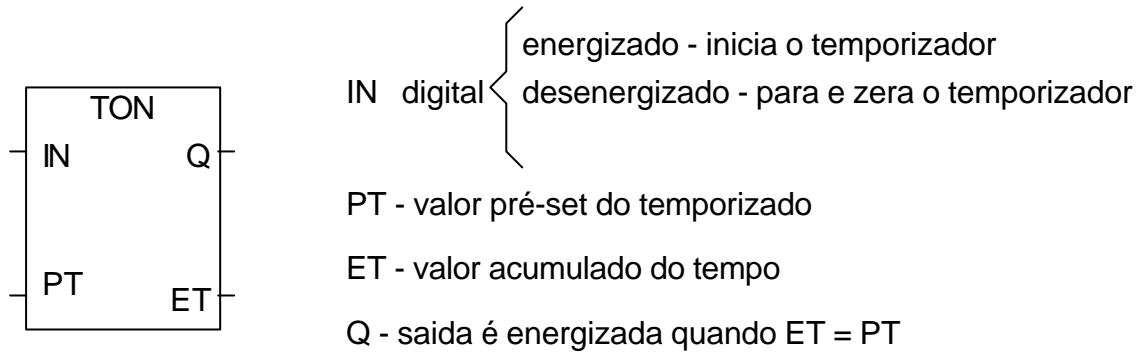 TON
IN Q
PT ET
energizado - inicia o temporizador
IN digital desenergizado - para e zera o temporizador
PT - valor pré-set do temporizado
ET - valor acumulado do tempo
Q - saida é energizada quando ET = PT